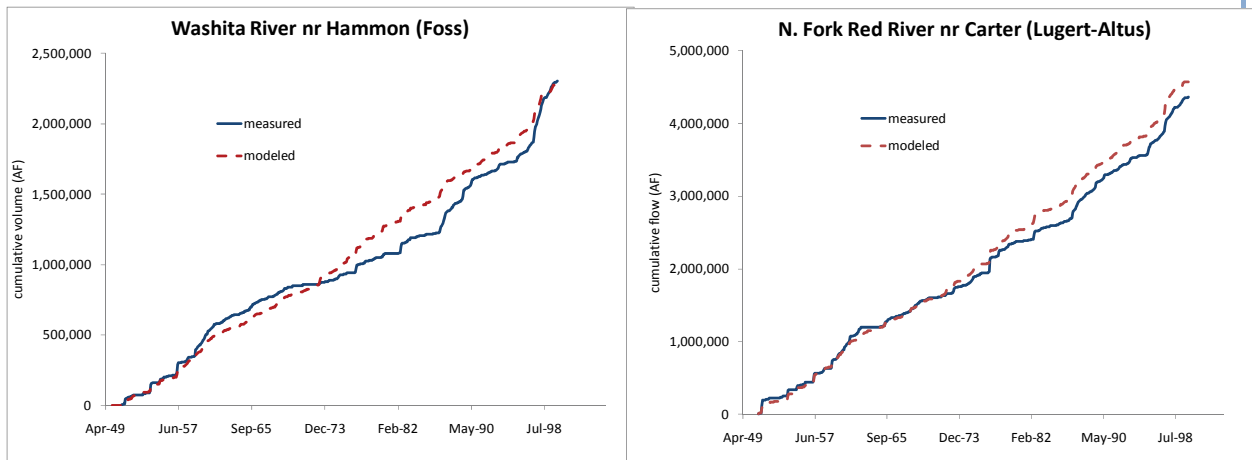 Washita River nr Hammon (Foss)
2,500,000
2,000,000
1,500,000
1,000,000
500,000
0
cumulative volume (AF)
measured
modeled
Apr-49 Jun-57 Sep-65 Dec-73 Feb-82 May-90 Jul-98
N. Fork Red River nr Carter (Lugert-Altus)
5,000,000
4,000,000
3,000,000
2,000,000
1,000,000
0
cumulative flow (AF)
measured
modeled
Apr-49 Jun-57 Sep-65 Dec-73 Feb-82 May-90 Jul-98